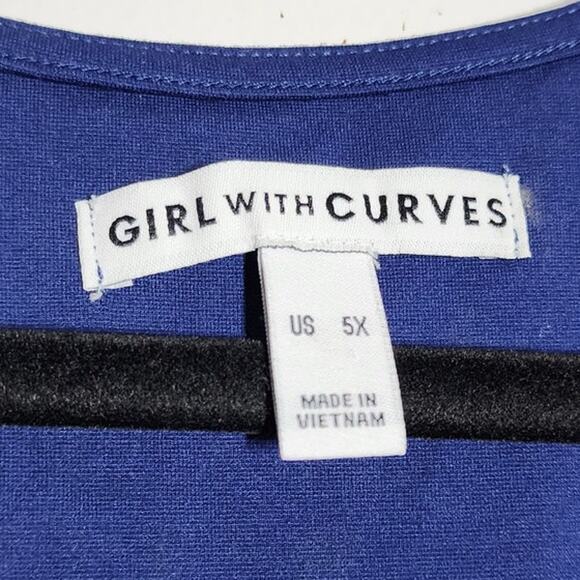 GIRL WITH CURVES
US 5X
MADE IN
VIETNAM